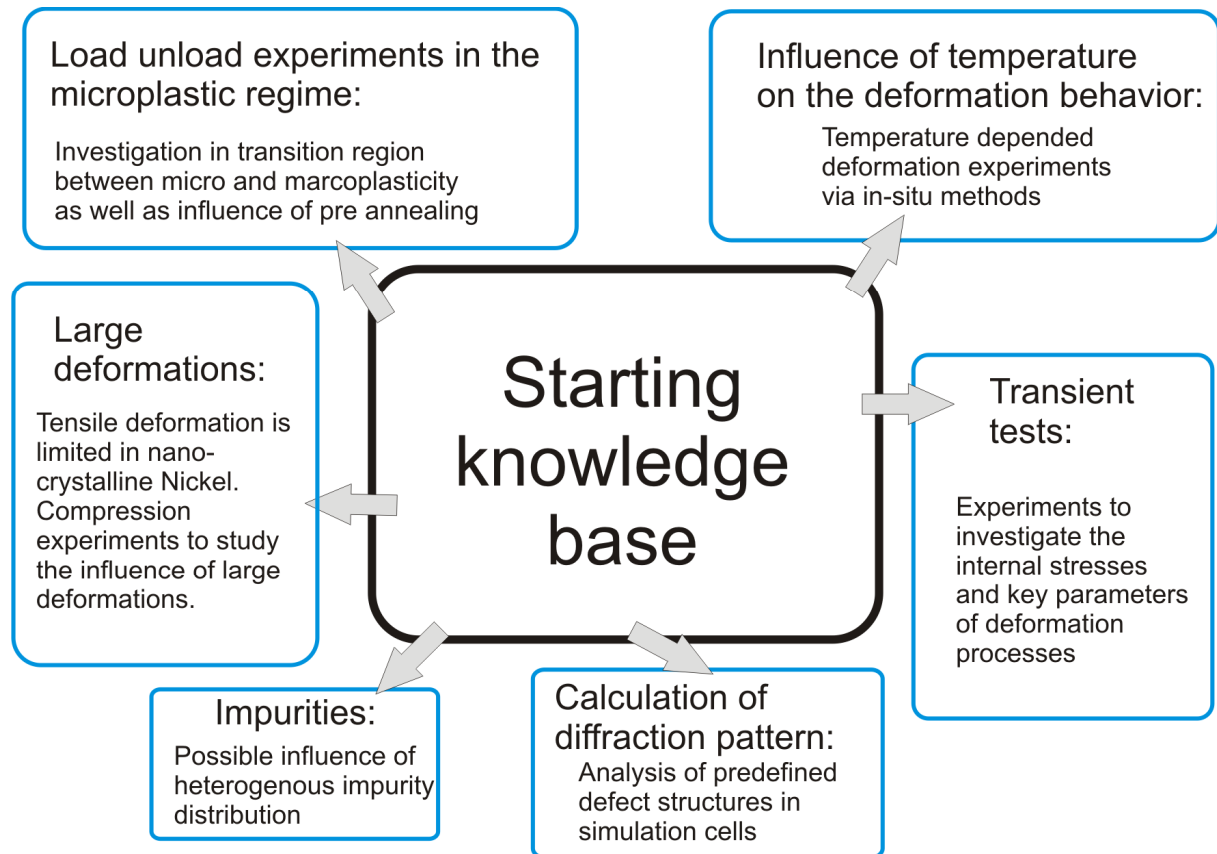 Load unload experiments in the
microplastic regime:
Investigation in transition region
between micro and marcoplasticity
as well as influence of pre annealing
Influence of temperature
on the deformation behavior:
Temperature depended
deformation experiments
via in-situ methods
Large
deformations:
Tensile deformation is
limited in nano-
crystalline Nickel.
Compression
experiments to study
the influence of large
deformations.
Starting
knowledge
base
Transient
tests:
Experiments to
investigate the
internal stresses
and key parameters
of deformation
processes
Impurities:
Possible influence of
heterogenous impurity
distribution
Calculation of
diffraction pattern:
Analysis of predefined
defect structures in
simulation cells